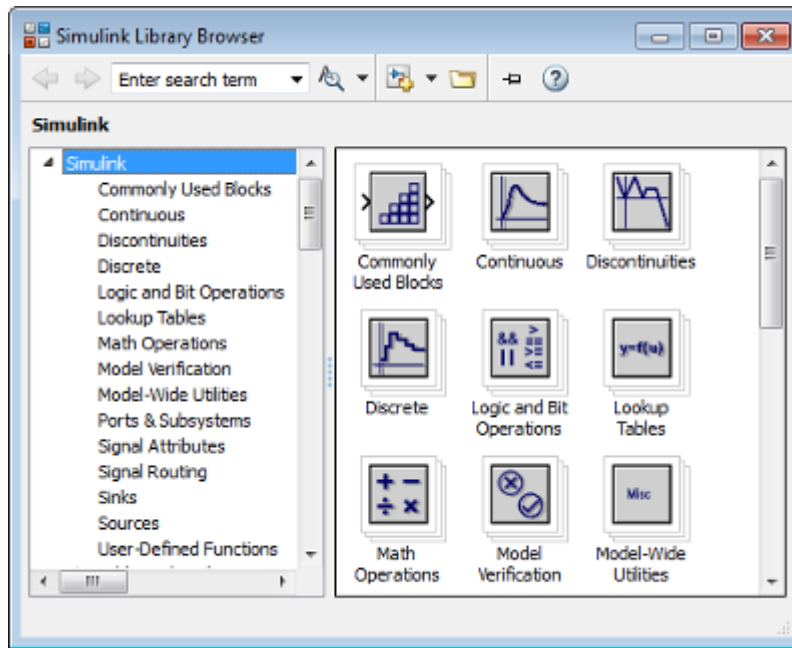 Simulink Library Browser
Enter search term
Simulink
Simulink
Commonly Used Blocks
Continuous
Discontinuities
Discrete
Logic and Bit Operations
Lookup Tables
Math Operations
Model Verification
Model-Wide Utilities
Ports & Subsystems
Signal Attributes
Signal Routing
Sinks
Sources
User-Defined Functions
Commonly
Used Blocks
Continuous
Discontinuities
&& >
|| >=
<=
y=f(u)
Discrete
Logic and Bit
Operations
Lookup
Tables
+ −
÷ ×
Misc
Math
Operations
Model
Verification
Model-Wide
Utilities